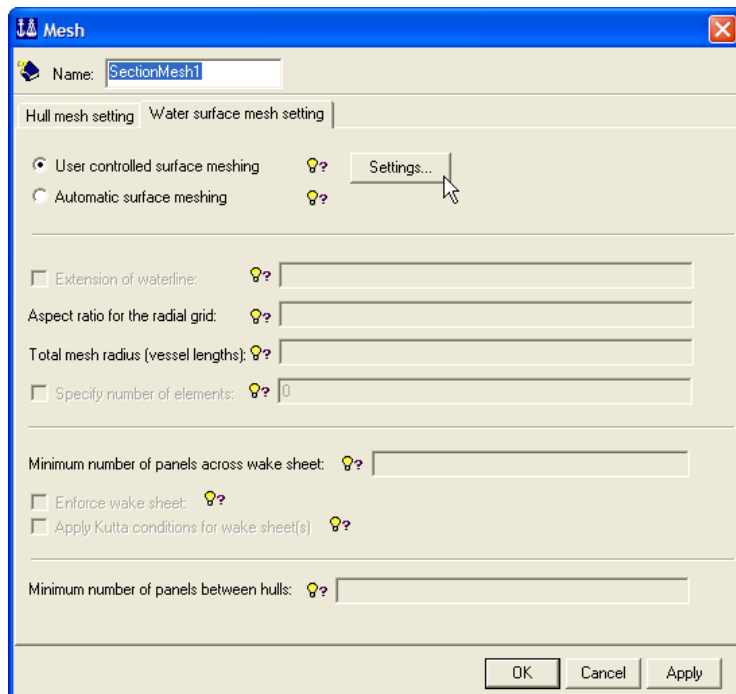 Mesh
Name: SectionMesh1
Hull mesh setting Water surface mesh setting
User controlled surface meshing ? Settings...
Automatic surface meshing ?
Extension of waterline: ?
Aspect ratio for the radial grid: ?
Total mesh radius (vessel lengths): ?
Specify number of elements: ? 0
Minimum number of panels across wake sheet: ?
Enforce wake sheet: ?
Apply Kutta conditions for wake sheet(s) ?
Minimum number of panels between hulls: ?
OK Cancel Apply